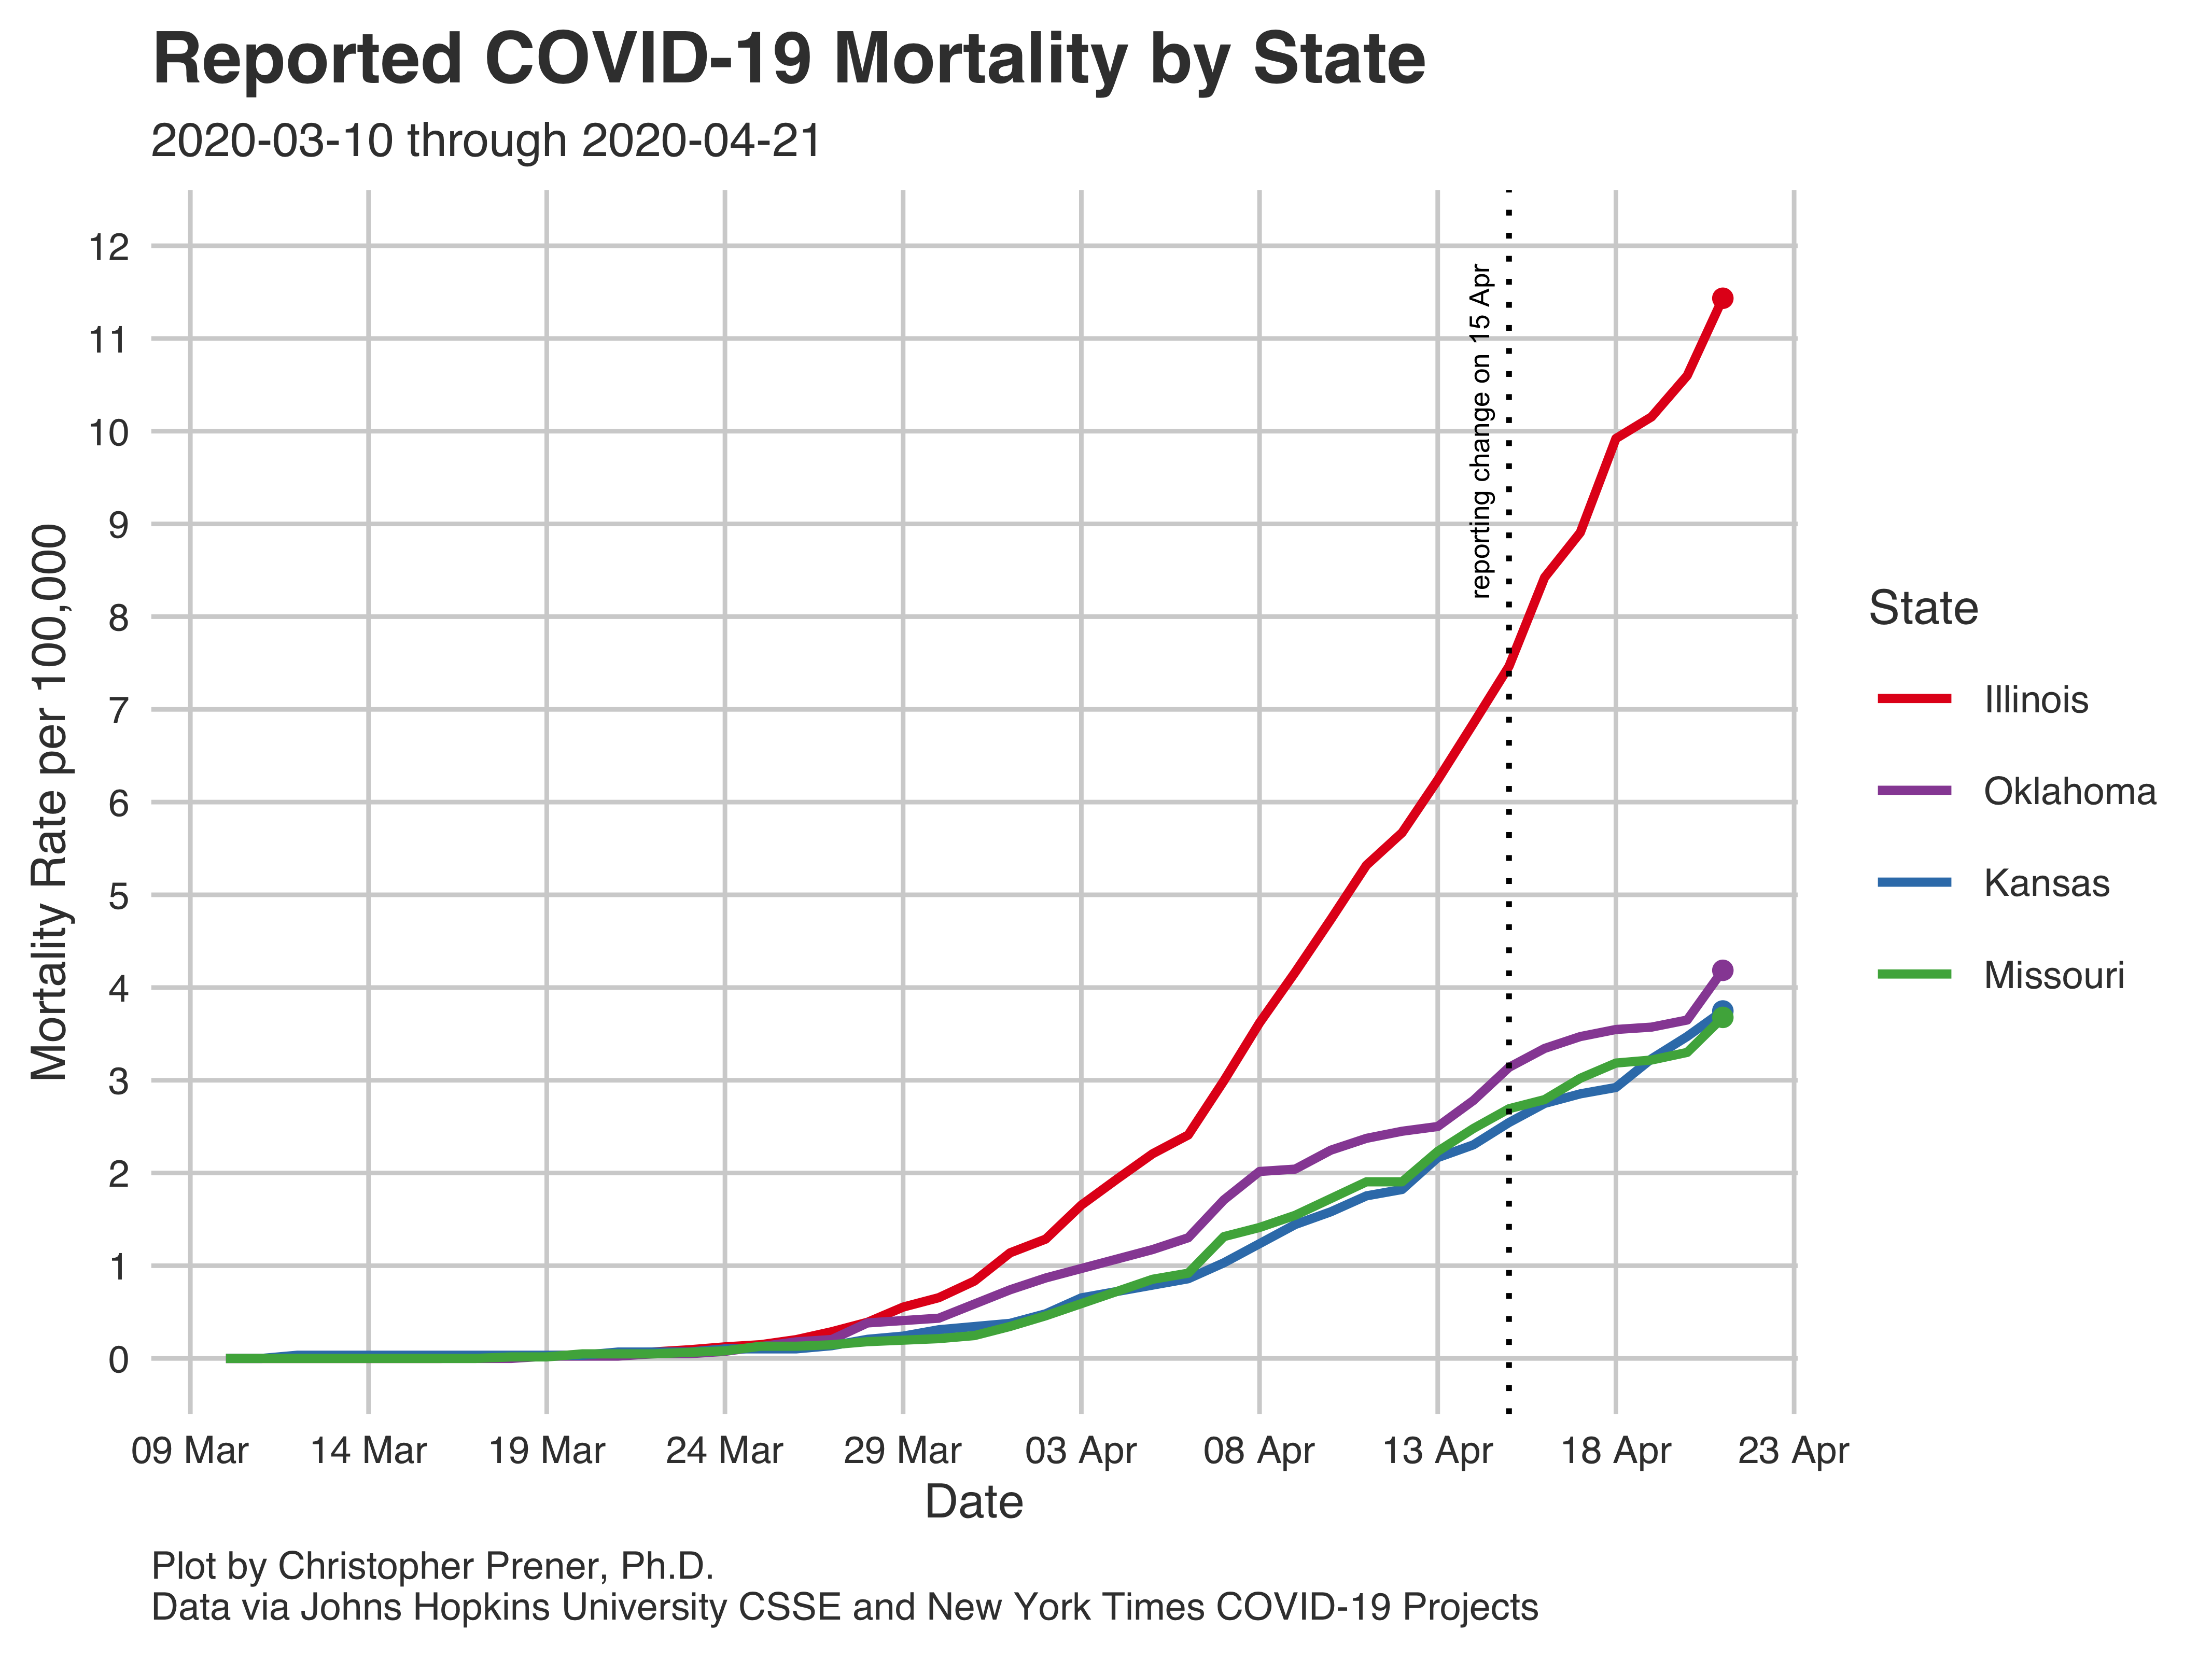 Reported COVID-19 Mortality by State
2020-03-10 through 2020-04-21
Mortality Rate per 100,000
12
11
10
9
8
7
6
5
4
3
2
1
0
reporting change on 15 Apr
09 Mar
14 Mar
19 Mar
24 Mar
29 Mar
03 Apr
08 Apr
13 Apr
18 Apr
23 Apr
Date
State
Illinois
Oklahoma
Kansas
Missouri
Plot by Christopher Prener, Ph.D.
Data via Johns Hopkins University CSSE and New York Times COVID-19 Projects